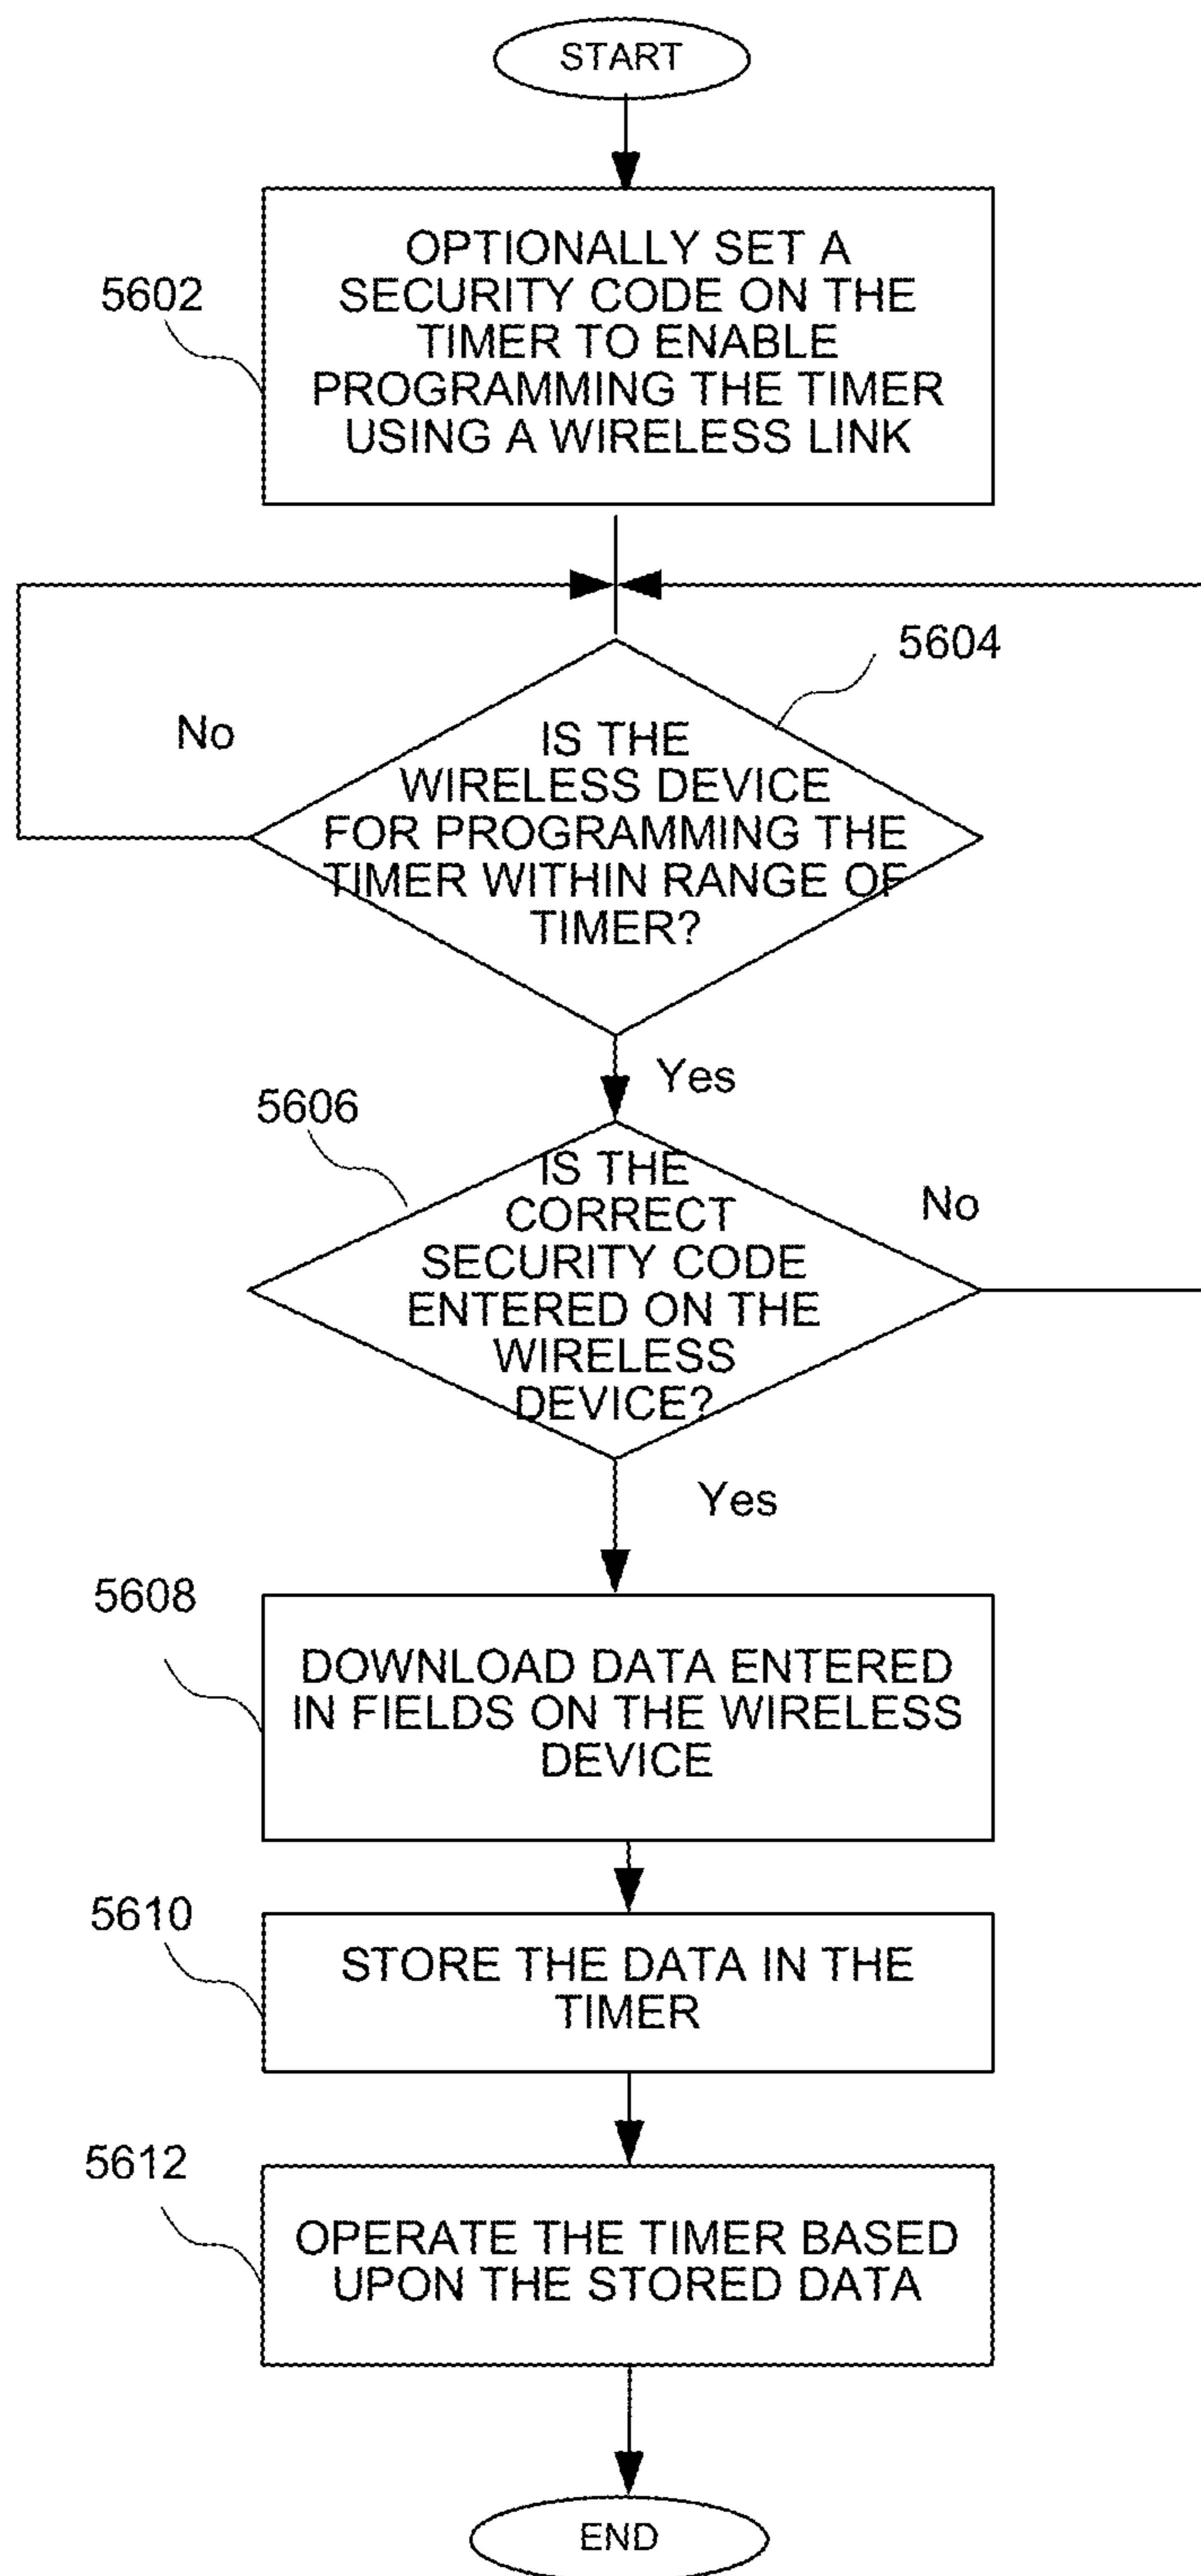 START
5602
OPTIONALLY SET A
SECURITY CODE ON THE
TIMER TO ENABLE
PROGRAMMING THE TIMER
USING A WIRELESS LINK
5604
No
IS THE
WIRELESS DEVICE
FOR PROGRAMMING THE
TIMER WITHIN RANGE OF
TIMER?
Yes
5606
IS THE
CORRECT
SECURITY CODE
ENTERED ON THE
WIRELESS
DEVICE?
No
Yes
5608
DOWNLOAD DATA ENTERED
IN FIELDS ON THE WIRELESS
DEVICE
5610
STORE THE DATA IN THE
TIMER
5612
OPERATE THE TIMER BASED
UPON THE STORED DATA
END